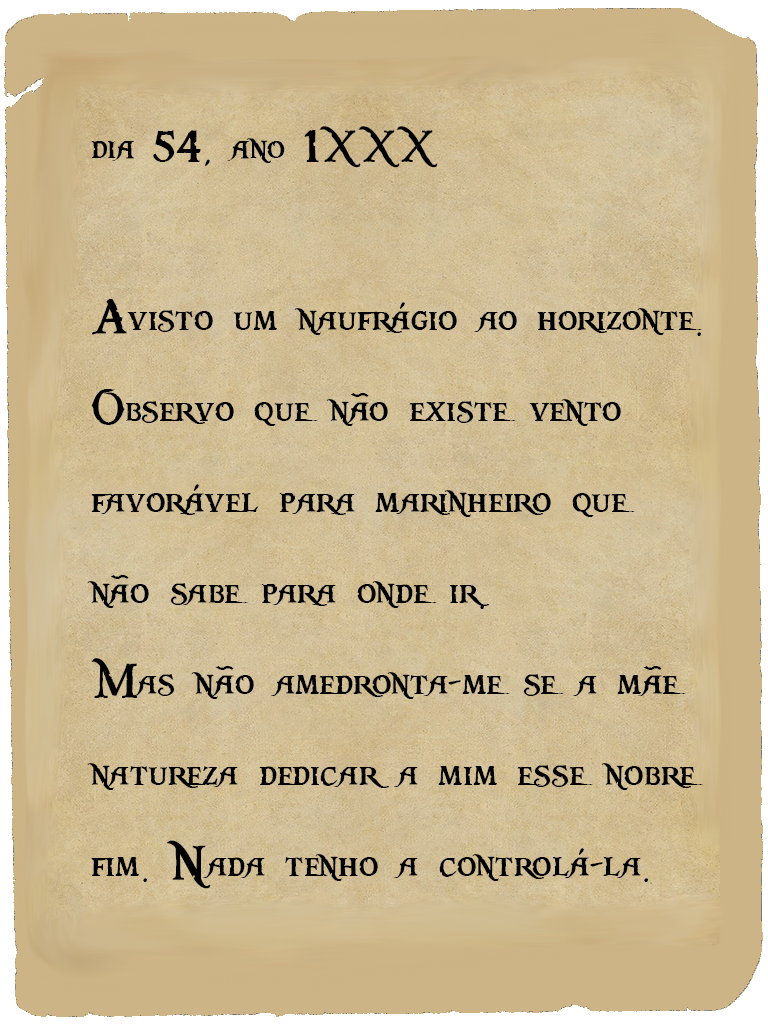 dia 54, ano 1XXX
Avisto um naufrágio ao horizonte.
Observo que não existe vento
favorável para marinheiro que
não sabe para onde ir.
Mas não amedronta-me se a mãe
natureza dedicar a mim esse nobre
fim. Nada tenho a controlá-la.